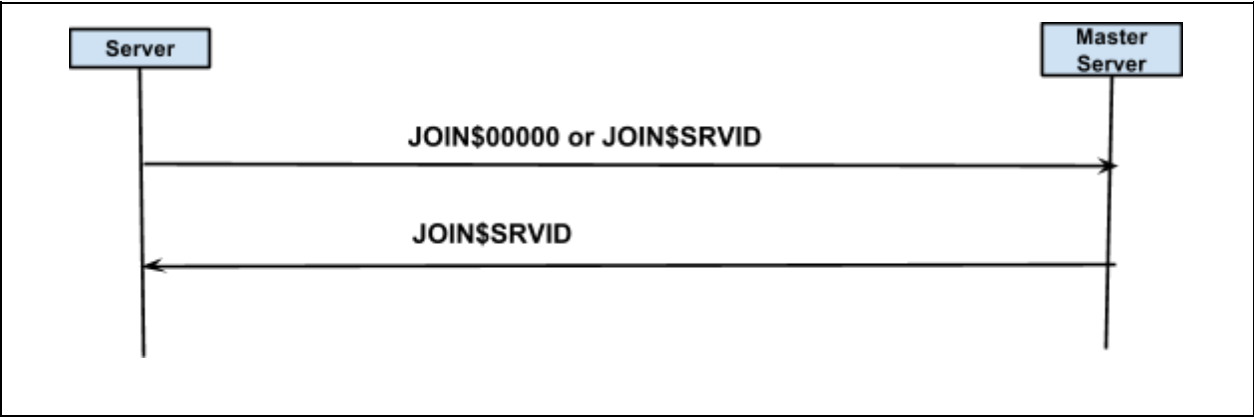 Server
Master
Server
JOIN$00000 or JOIN$SRVID
JOIN$SRVID